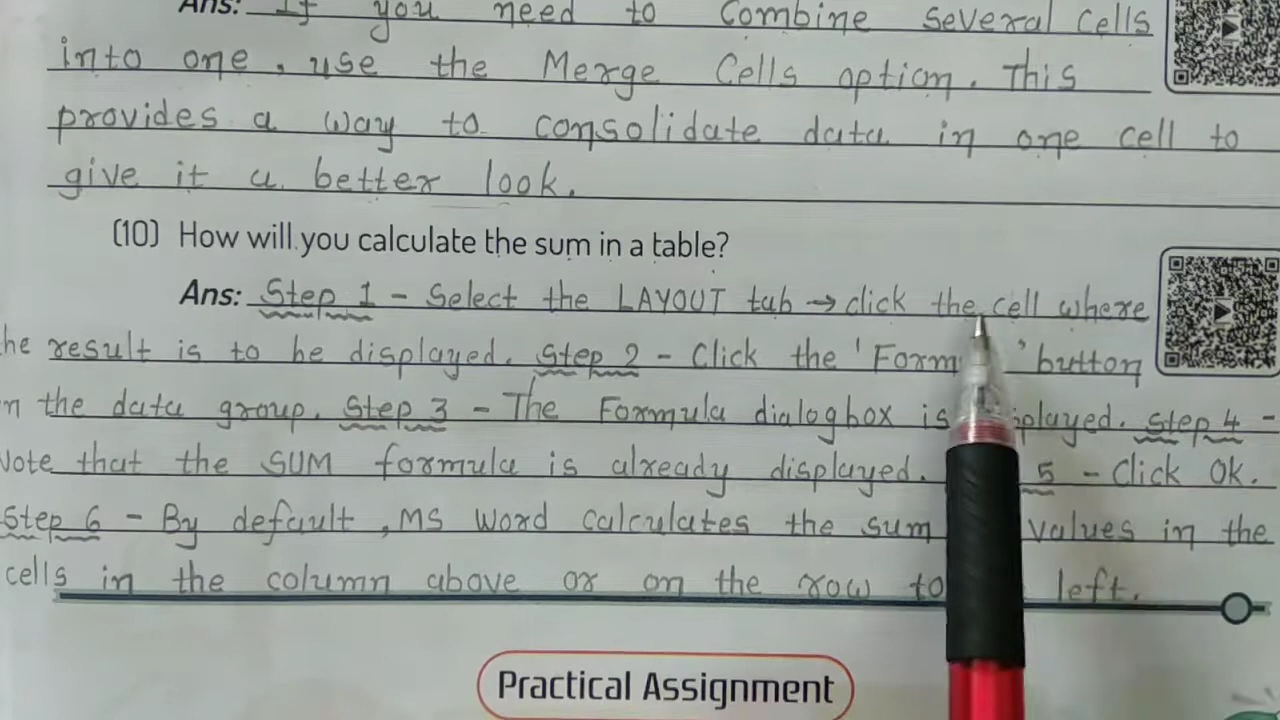 Ans: If you need to combine several cells
into one, use the Merge Cells option. This
provides a way to consolidate data in one cell to
give it a better look.
(10) How will you calculate the sum in a table?
Ans: Step 1 - Select the LAYOUT tab → click the cell where
he result is to be displayed. Step 2 - Click the 'Form ' button
n the data group. Step 3 - The Formula dialogbox is played. Step 4 -
Note that the SUM formula is already displayed. 5 - Click OK.
Step 6 - By default, MS Word calculates the sum values in the
cells in the column above or on the row to left.
Practical Assignment